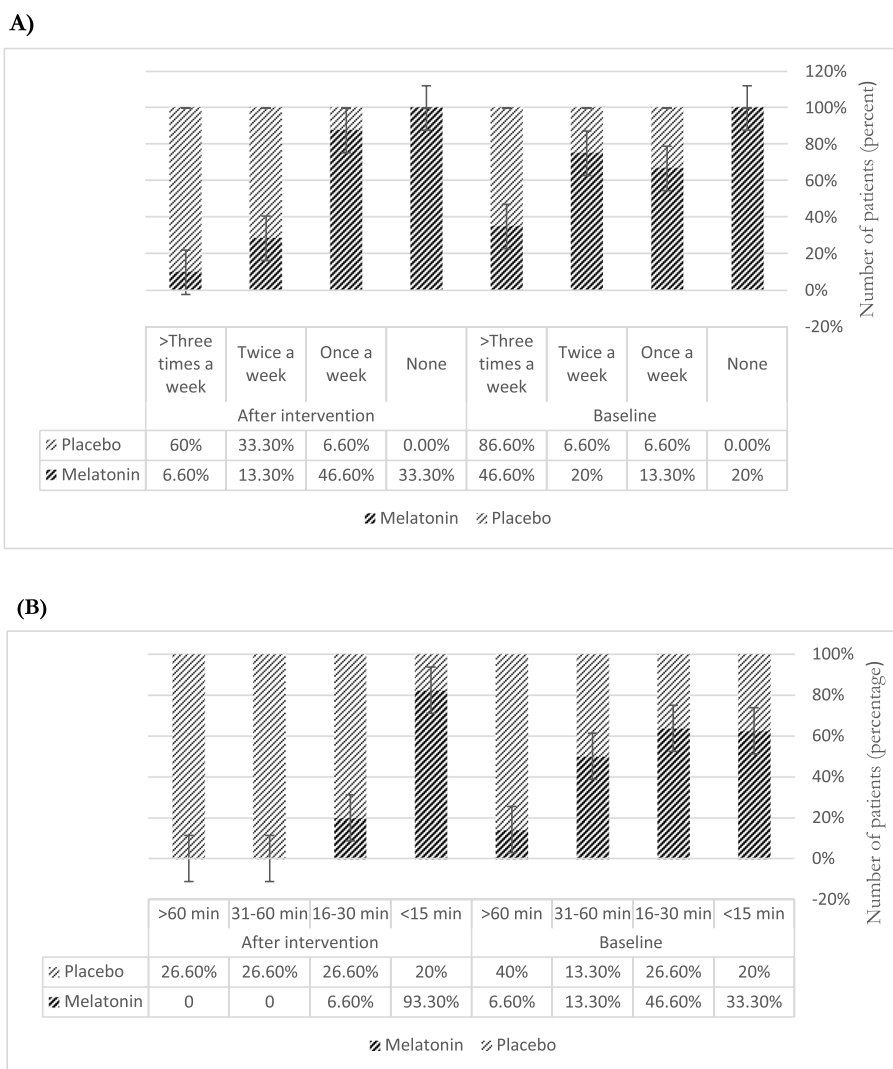 A)
120%
100%
80%
60%
40%
20%
0%
-20%
Number of patients (percent)
>Three times a week Twice a week Once a week None >Three times a week Twice a week Once a week None
After intervention Baseline
Placebo 60% 33.30% 6.60% 0.00% 86.60% 6.60% 6.60% 0.00%
Melatonin 6.60% 13.30% 46.60% 33.30% 46.60% 20% 13.30% 20%
Melatonin Placebo
(B)
100%
80%
60%
40%
20%
0%
-20%
Number of patients (percentage)
>60 min 31-60 min 16-30 min <15 min >60 min 31-60 min 16-30 min <15 min
After intervention Baseline
Placebo 26.60% 26.60% 26.60% 20% 40% 13.30% 26.60% 20%
Melatonin 0 0 6.60% 93.30% 6.60% 13.30% 46.60% 33.30%
Melatonin Placebo